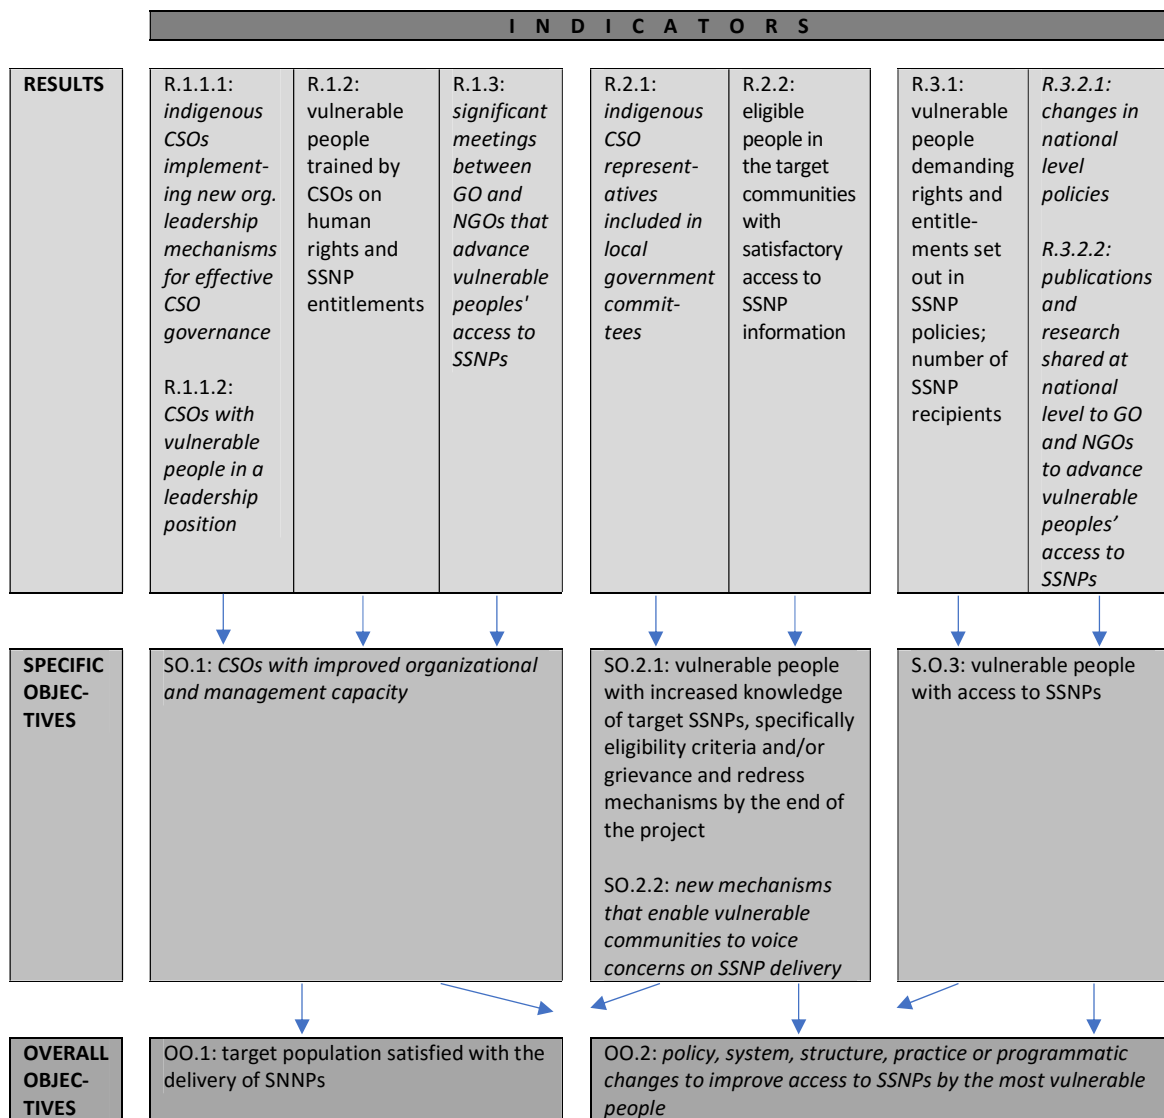 I N D I C A T O R S
RESULTS
R.1.1.1:
indigenous
CSOs
implement-
ing new org.
leadership
mechanisms
for effective
CSO
governance
R.1.1.2:
CSOs with
vulnerable
people in a
leadership
position
R.1.2:
vulnerable
people
trained by
CSOs on
human
rights and
SSNP
entitlements
R.1.3:
significant
meetings
between
GO and
NGOs that
advance
vulnerable
peoples'
access to
SSNPs
R.2.1:
indigenous
CSO
represent-
atives
included in
local
government
commit-
tees
R.2.2:
eligible
people in
the target
communities
with
satisfactory
access to
SSNP
information
R.3.1:
vulnerable
people
demanding
rights and
entitle-
ments set
out in
SSNP
policies;
number of
SSNP
recipients
R.3.2.1:
changes in
national
level
policies
R.3.2.2:
publications
and
research
shared at
national
level to GO
and NGOs
to advance
vulnerable
peoples’
access to
SSNPs
SPECIFIC
OBJEC-
TIVES
SO.1: CSOs with improved organizational
and management capacity
SO.2.1: vulnerable people
with increased knowledge
of target SSNPs, specifically
eligibility criteria and/or
grievance and redress
mechanisms by the end of
the project
SO.2.2: new mechanisms
that enable vulnerable
communities to voice
concerns on SSNP delivery
S.O.3: vulnerable people
with access to SSNPs
OVERALL
OBJEC-
TIVES
OO.1: target population satisfied with the
delivery of SNNPs
OO.2: policy, system, structure, practice or programmatic
changes to improve access to SSNPs by the most vulnerable
people